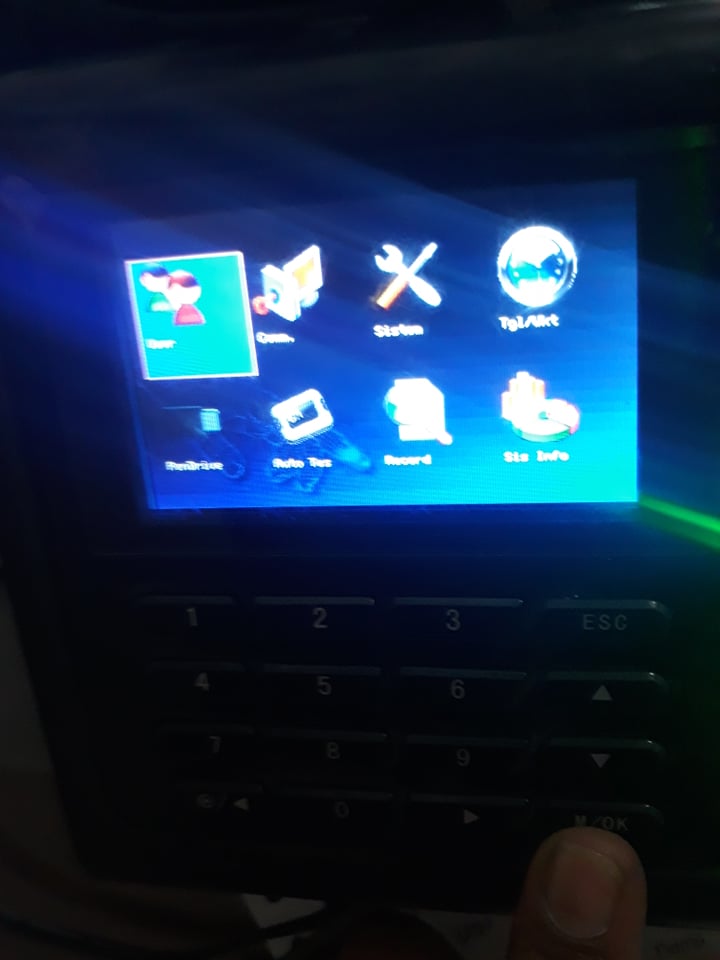 User
Comm.
Sistem
Tgl/Wkt
PenDrive
Auto Tes
Record
Sis Info
1 2 3 ESC
4 5 6 ▲
7 8 9 ▼
◀ 0 ▶ M/OK